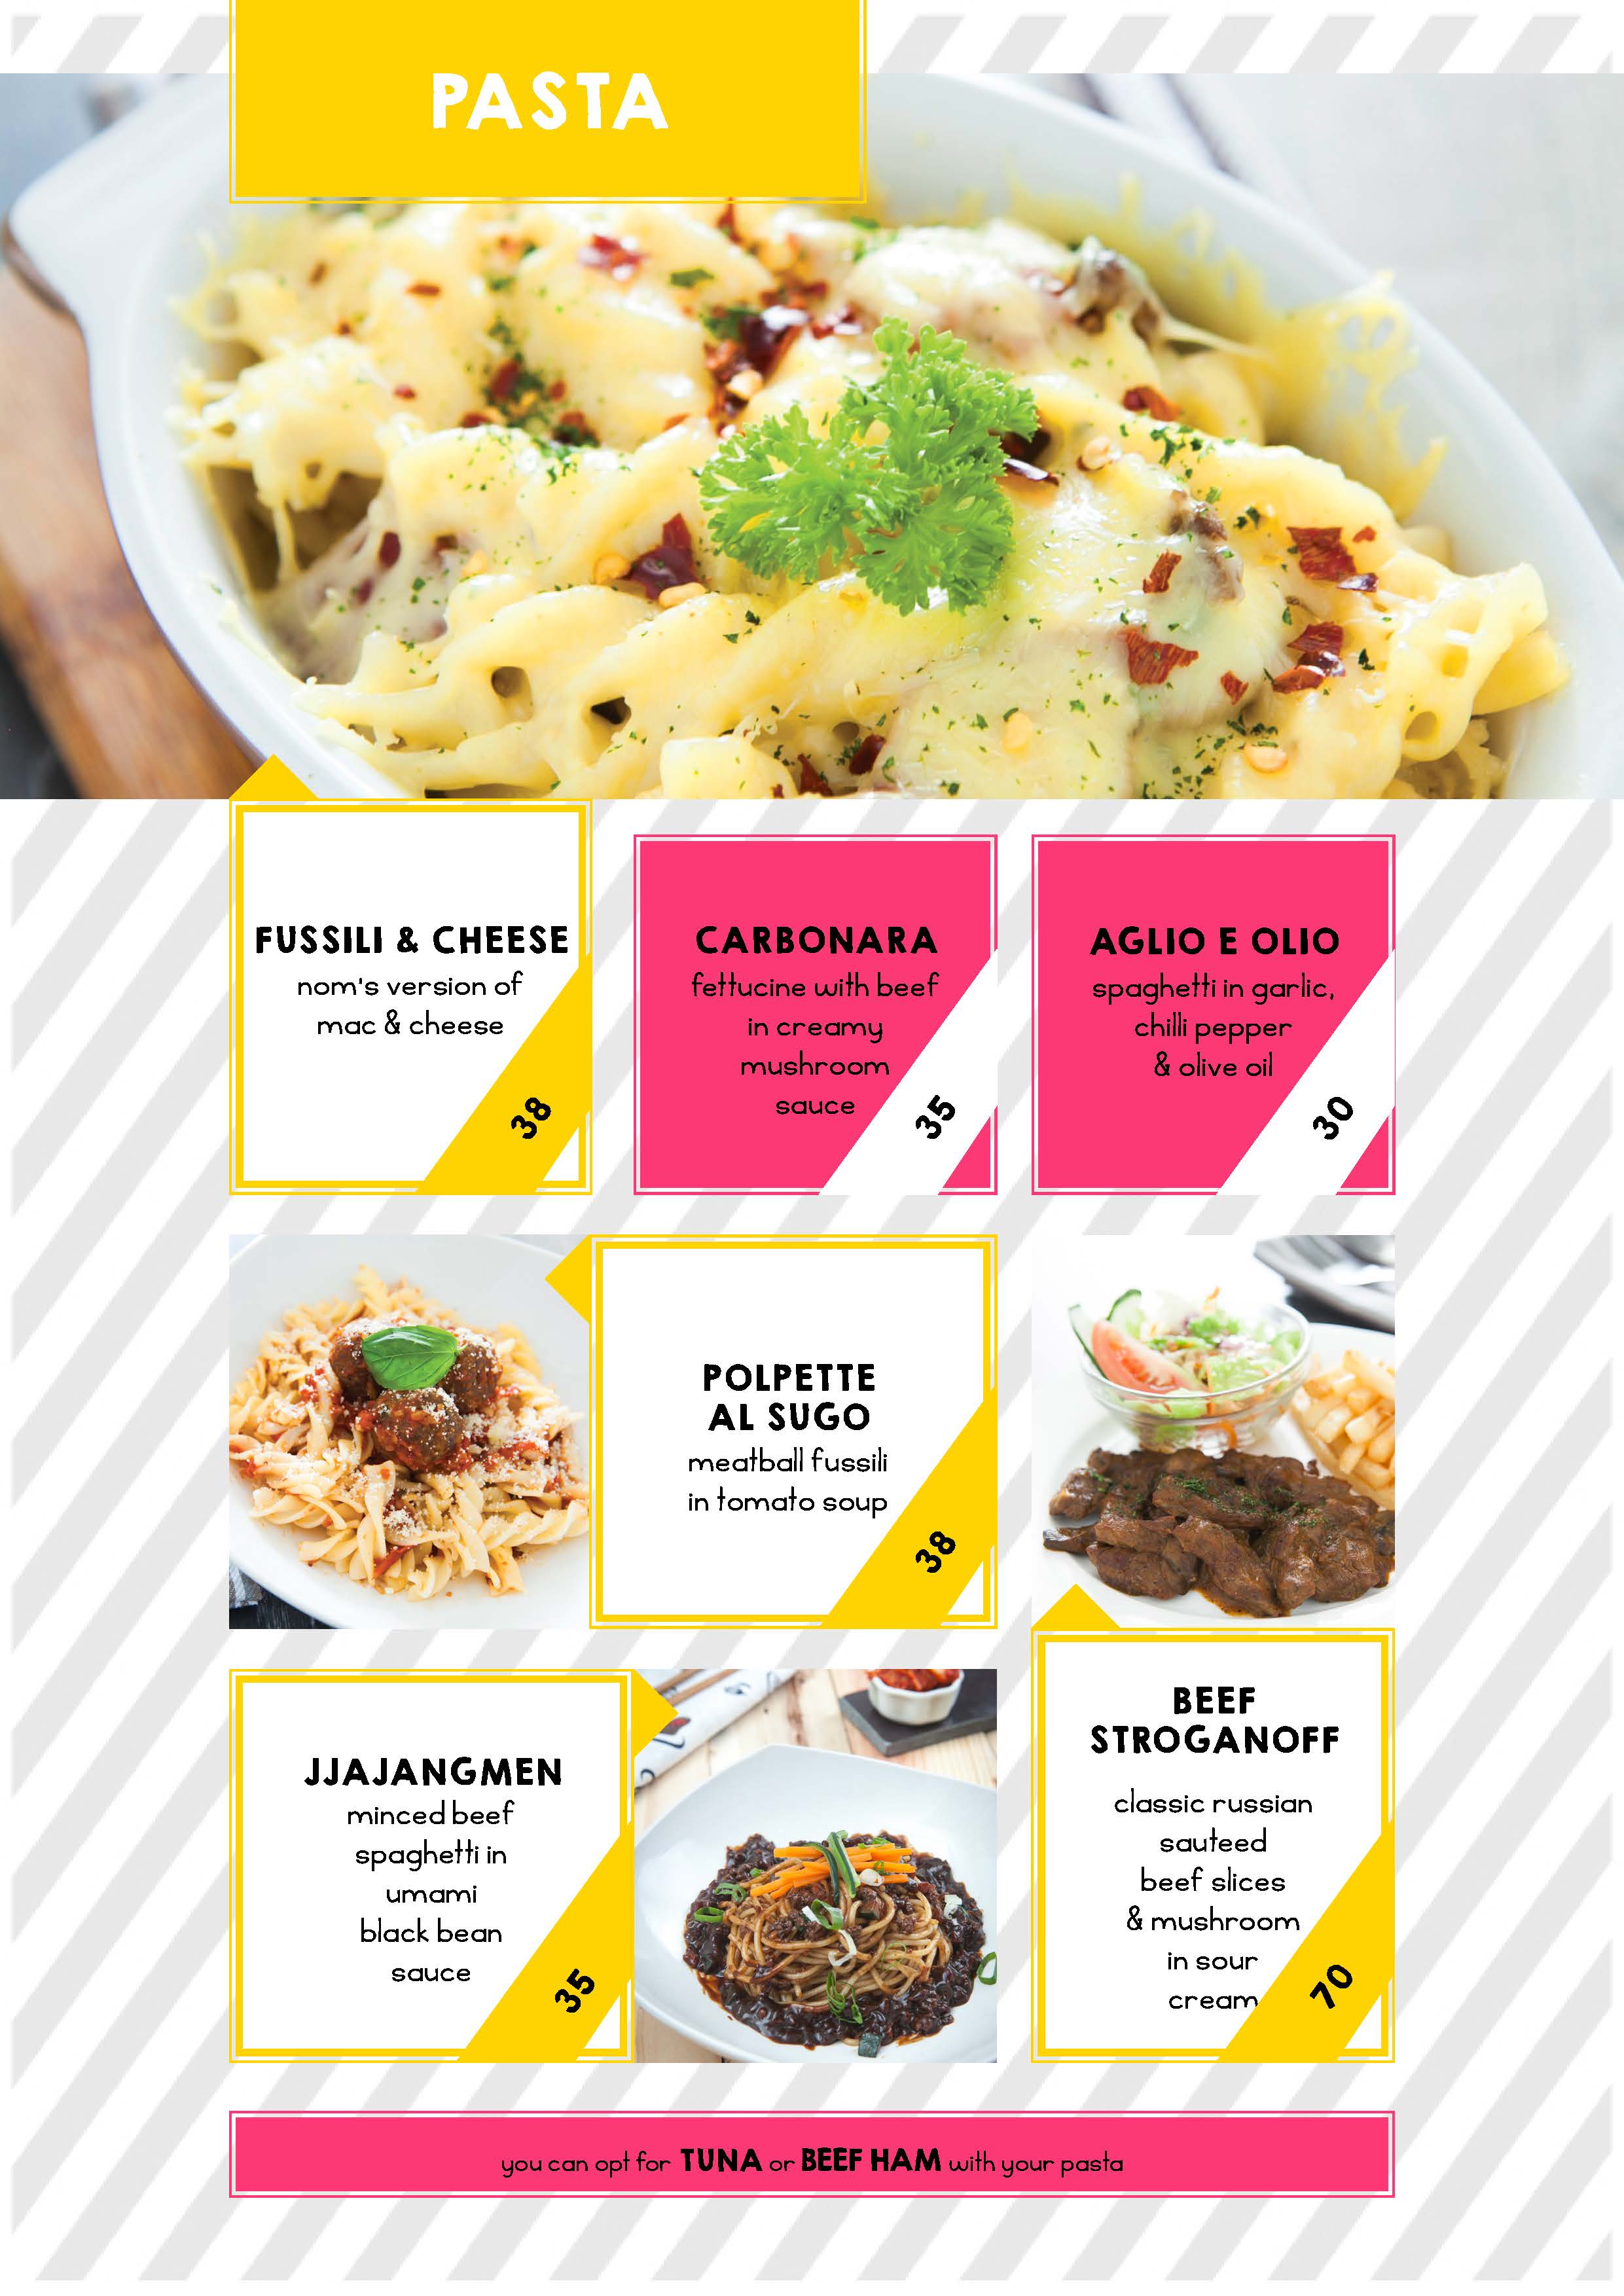 PASTA
FUSSILI & CHEESE
nom's version of
mac & cheese
38
CARBONARA
fettucine with beef
in creamy
mushroom
sauce
35
AGLIO E OLIO
spaghetti in garlic,
chilli pepper
& olive oil
30
POLPETTE
AL SUGO
meatball fussili
in tomato soup
38
JJAJANGMEN
minced beef
spaghetti in
umami
black bean
sauce
35
BEEF
STROGANOFF
classic russian
sauteed
beef slices
& mushroom
in sour
cream
70
you can opt for TUNA or BEEF HAM with your pasta